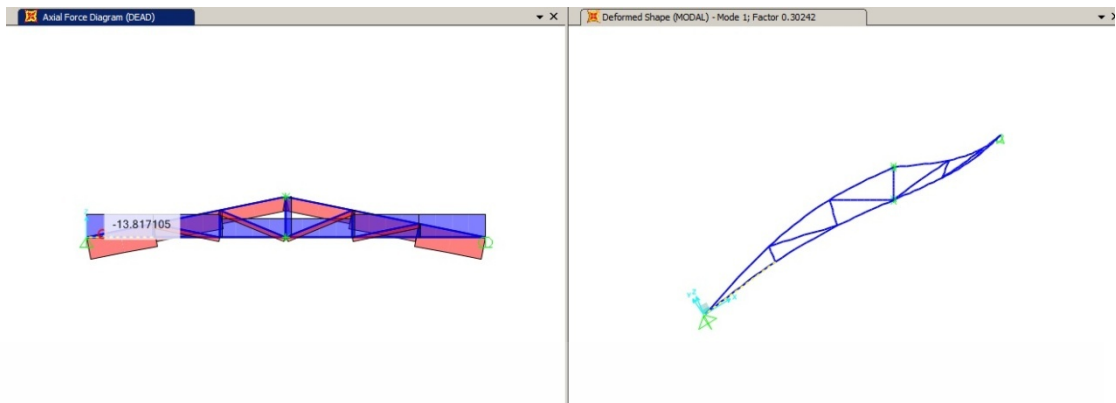 Axial Force Diagram (DEAD)
Deformed Shape (MODAL) - Mode 1; Factor 0.30242
-13.817105